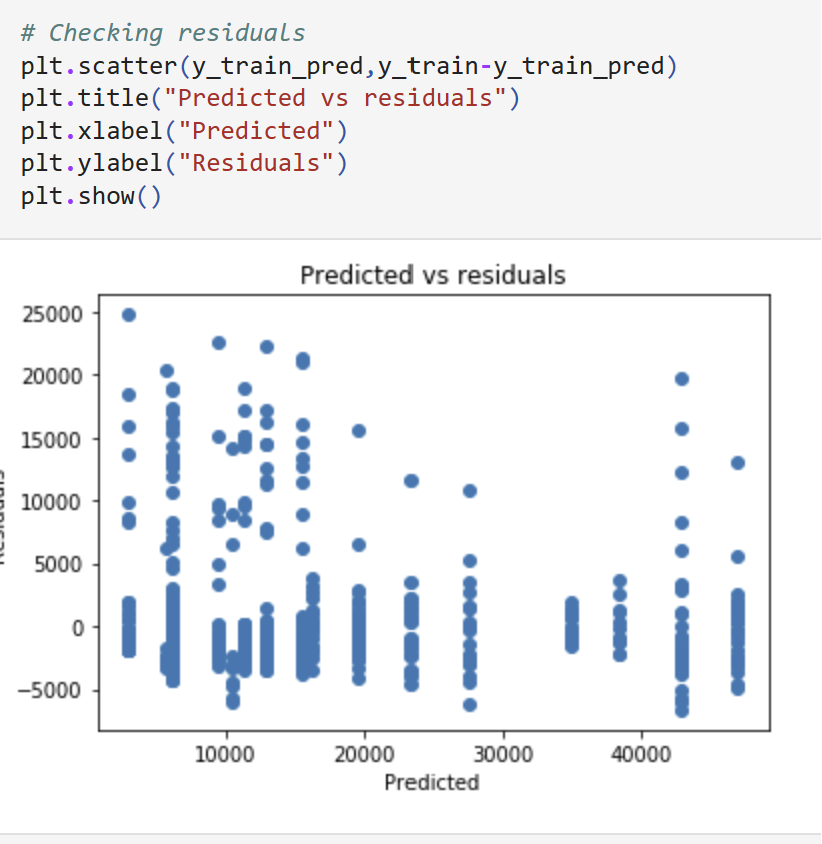 # Checking residuals
plt.scatter(y_train_pred,y_train-y_train_pred)
plt.title("Predicted vs residuals")
plt.xlabel("Predicted")
plt.ylabel("Residuals")
plt.show()
Predicted vs residuals
25000
20000
15000
10000
5000
0
−5000
10000 20000 30000 40000
Predicted